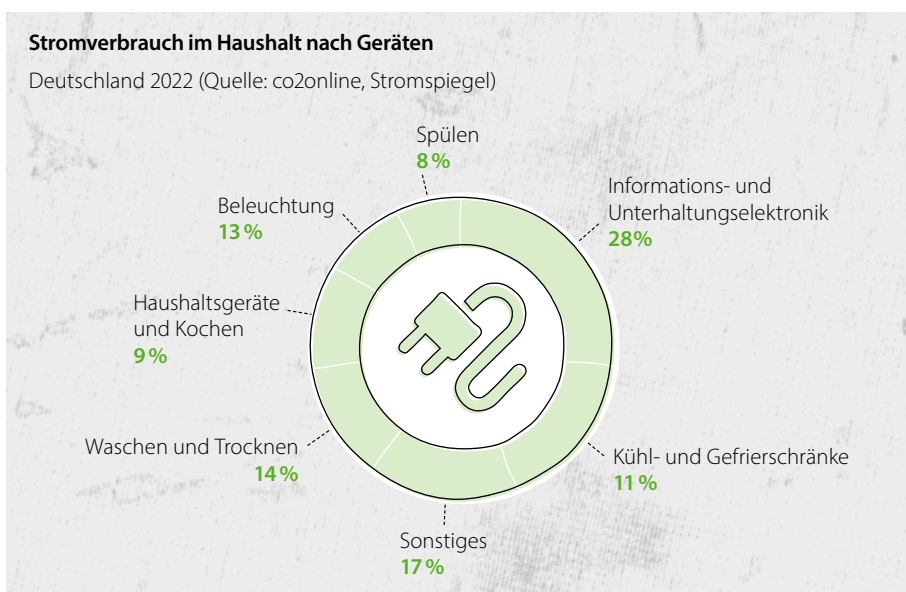 Stromverbrauch im Haushalt nach Geräten
Deutschland 2022 (Quelle: co2online, Stromspiegel)
Spülen
8 %
Informations- und
Unterhaltungselektronik
28%
Beleuchtung
13 %
Haushaltsgeräte
und Kochen
9 %
Waschen und Trocknen
14 %
Kühl- und Gefrierschränke
11 %
Sonstiges
17 %